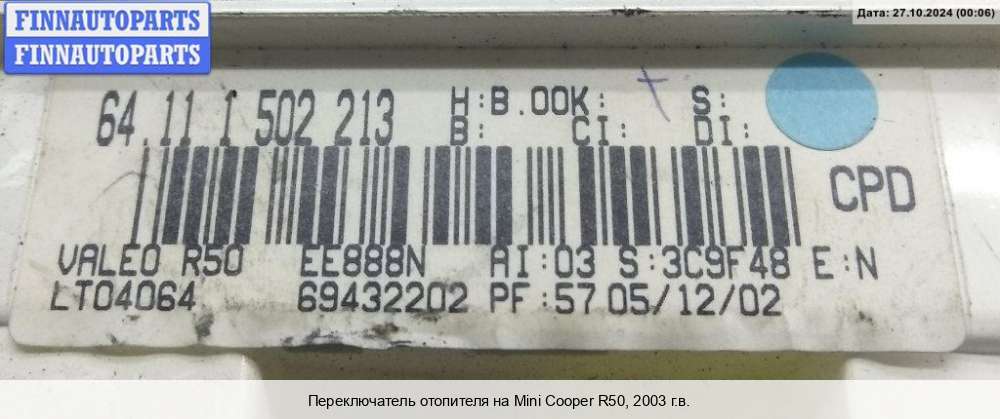 FINNAUTOPARTS
FINNAUTOPARTS
Дата: 27.10.2024 (00:06)
64.11 1 502 213 H:B.00K: S:
B: CI: DI:
CPD
VALEO R50 EE888N AI:03 S:3C9F48 E:N
LT04064 69432202 PF:57 05/12/02
Переключатель отопителя на Mini Cooper R50, 2003 г.в.